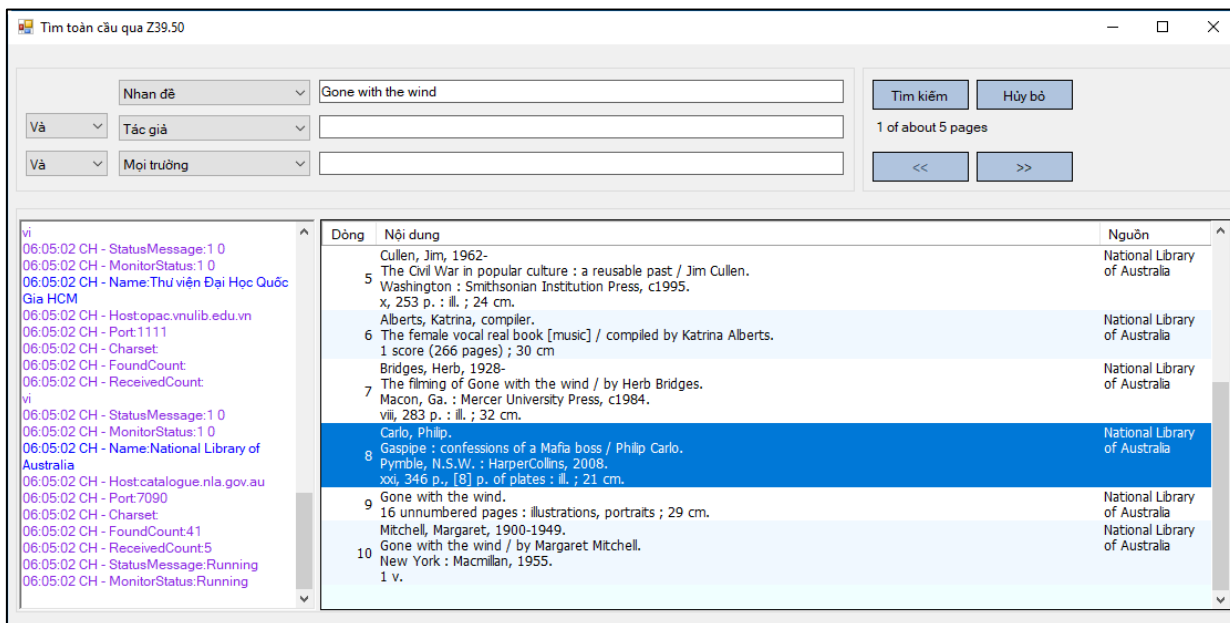 Tìm toàn cầu qua Z39.50
Nhan đề
Gone with the wind
Và
Tác giả
Và
Mọi trường
Tìm kiếm
Hủy bỏ
1 of about 5 pages
<<
>>
vi
06:05:02 CH - StatusMessage:1 0
06:05:02 CH - MonitorStatus:1 0
06:05:02 CH - Name:Thư viện Đại Học Quốc
Gia HCM
06:05:02 CH - Host:opac.vnulib.edu.vn
06:05:02 CH - Port:1111
06:05:02 CH - Charset:
06:05:02 CH - FoundCount:
06:05:02 CH - ReceivedCount:
vi
06:05:02 CH - StatusMessage:1 0
06:05:02 CH - MonitorStatus:1 0
06:05:02 CH - Name:National Library of
Australia
06:05:02 CH - Host:catalogue.nla.gov.au
06:05:02 CH - Port:7090
06:05:02 CH - Charset:
06:05:02 CH - FoundCount:41
06:05:02 CH - ReceivedCount:5
06:05:02 CH - StatusMessage:Running
06:05:02 CH - MonitorStatus:Running
Dòng Nội dung Nguồn
Cullen, Jim, 1962- National Library
5 The Civil War in popular culture : a reusable past / Jim Cullen. of Australia
Washington : Smithsonian Institution Press, c1995.
x, 253 p. : ill. ; 24 cm.
Alberts, Katrina, compiler. National Library
6 The female vocal real book [music] / compiled by Katrina Alberts. of Australia
1 score (266 pages) ; 30 cm
Bridges, Herb, 1928- National Library
7 The filming of Gone with the wind / by Herb Bridges. of Australia
Macon, Ga. : Mercer University Press, c1984.
viii, 283 p. : ill. ; 32 cm.
Carlo, Philip. National Library
8 Gaspipe : confessions of a Mafia boss / Philip Carlo. of Australia
Pymble, N.S.W. : HarperCollins, 2008.
xxi, 346 p., [8] p. of plates : ill. ; 21 cm.
9 Gone with the wind. National Library
16 unnumbered pages : illustrations, portraits ; 29 cm. of Australia
Mitchell, Margaret, 1900-1949. National Library
10 Gone with the wind / by Margaret Mitchell. of Australia
New York : Macmillan, 1955.
1 v.